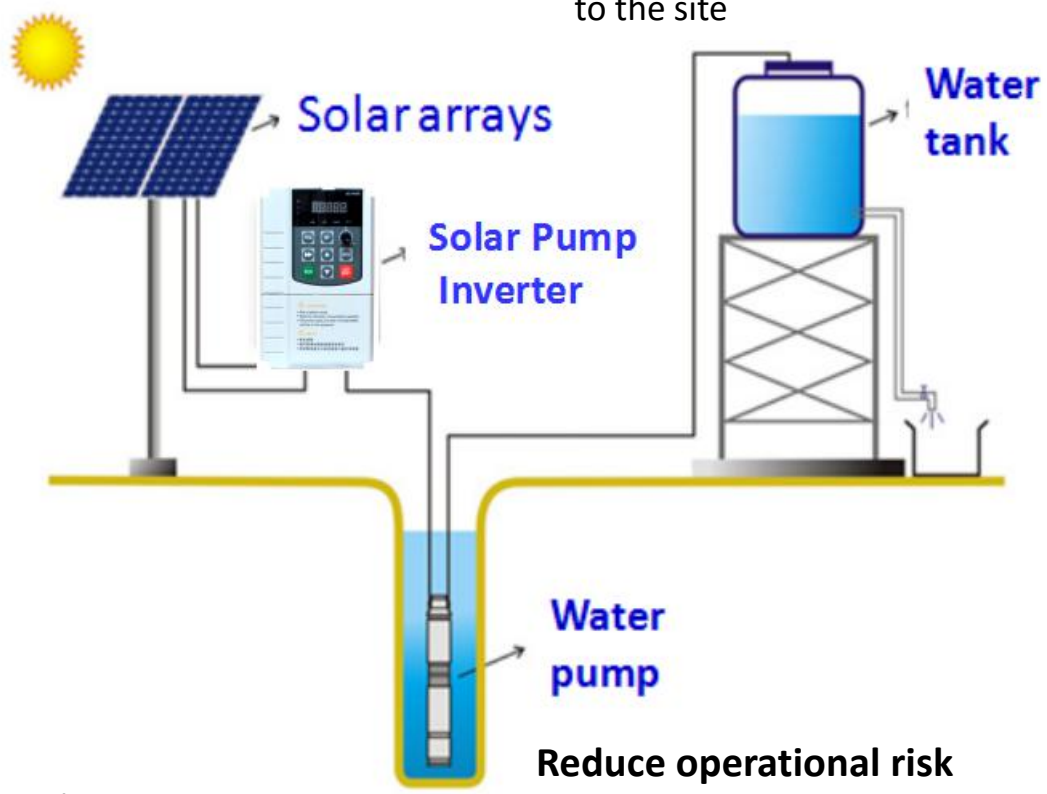 to the site
Water
tank
Solar arrays
Solar Pump
Inverter
Water
pump
Reduce operational risk